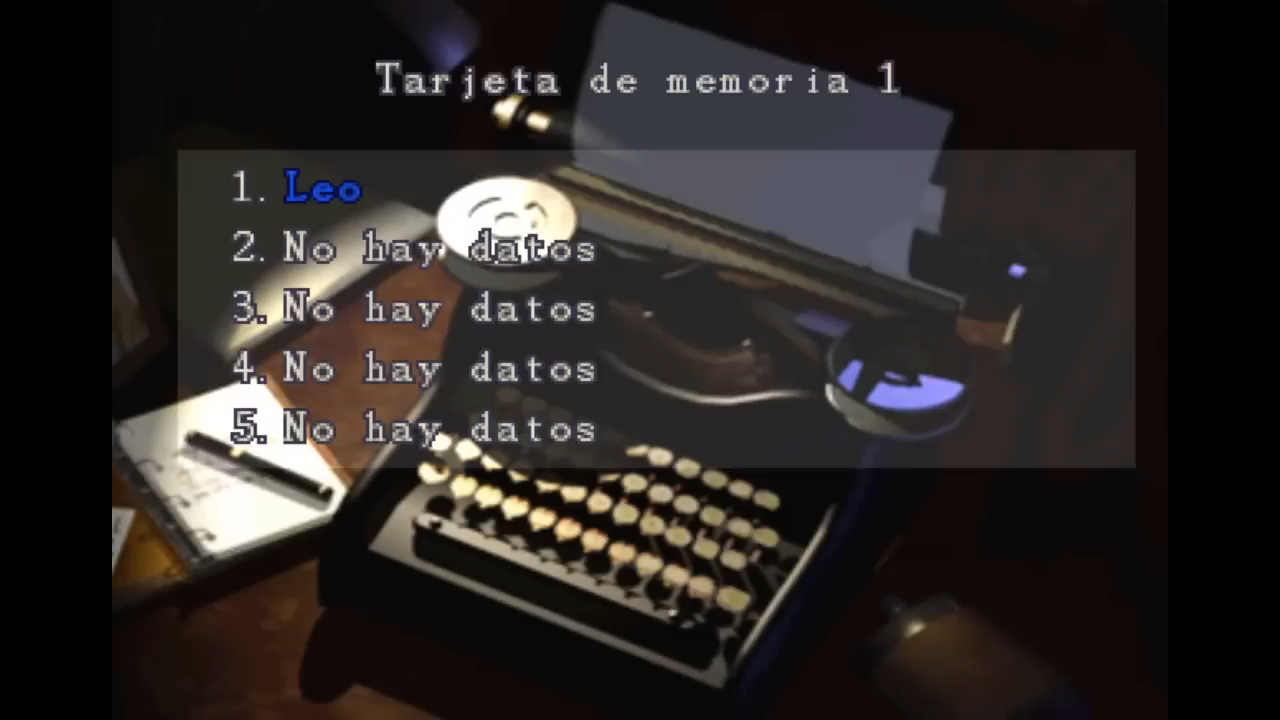 Tarjeta de memoria 1
1. Leo
2. No hay datos
3. No hay datos
4. No hay datos
5. No hay datos